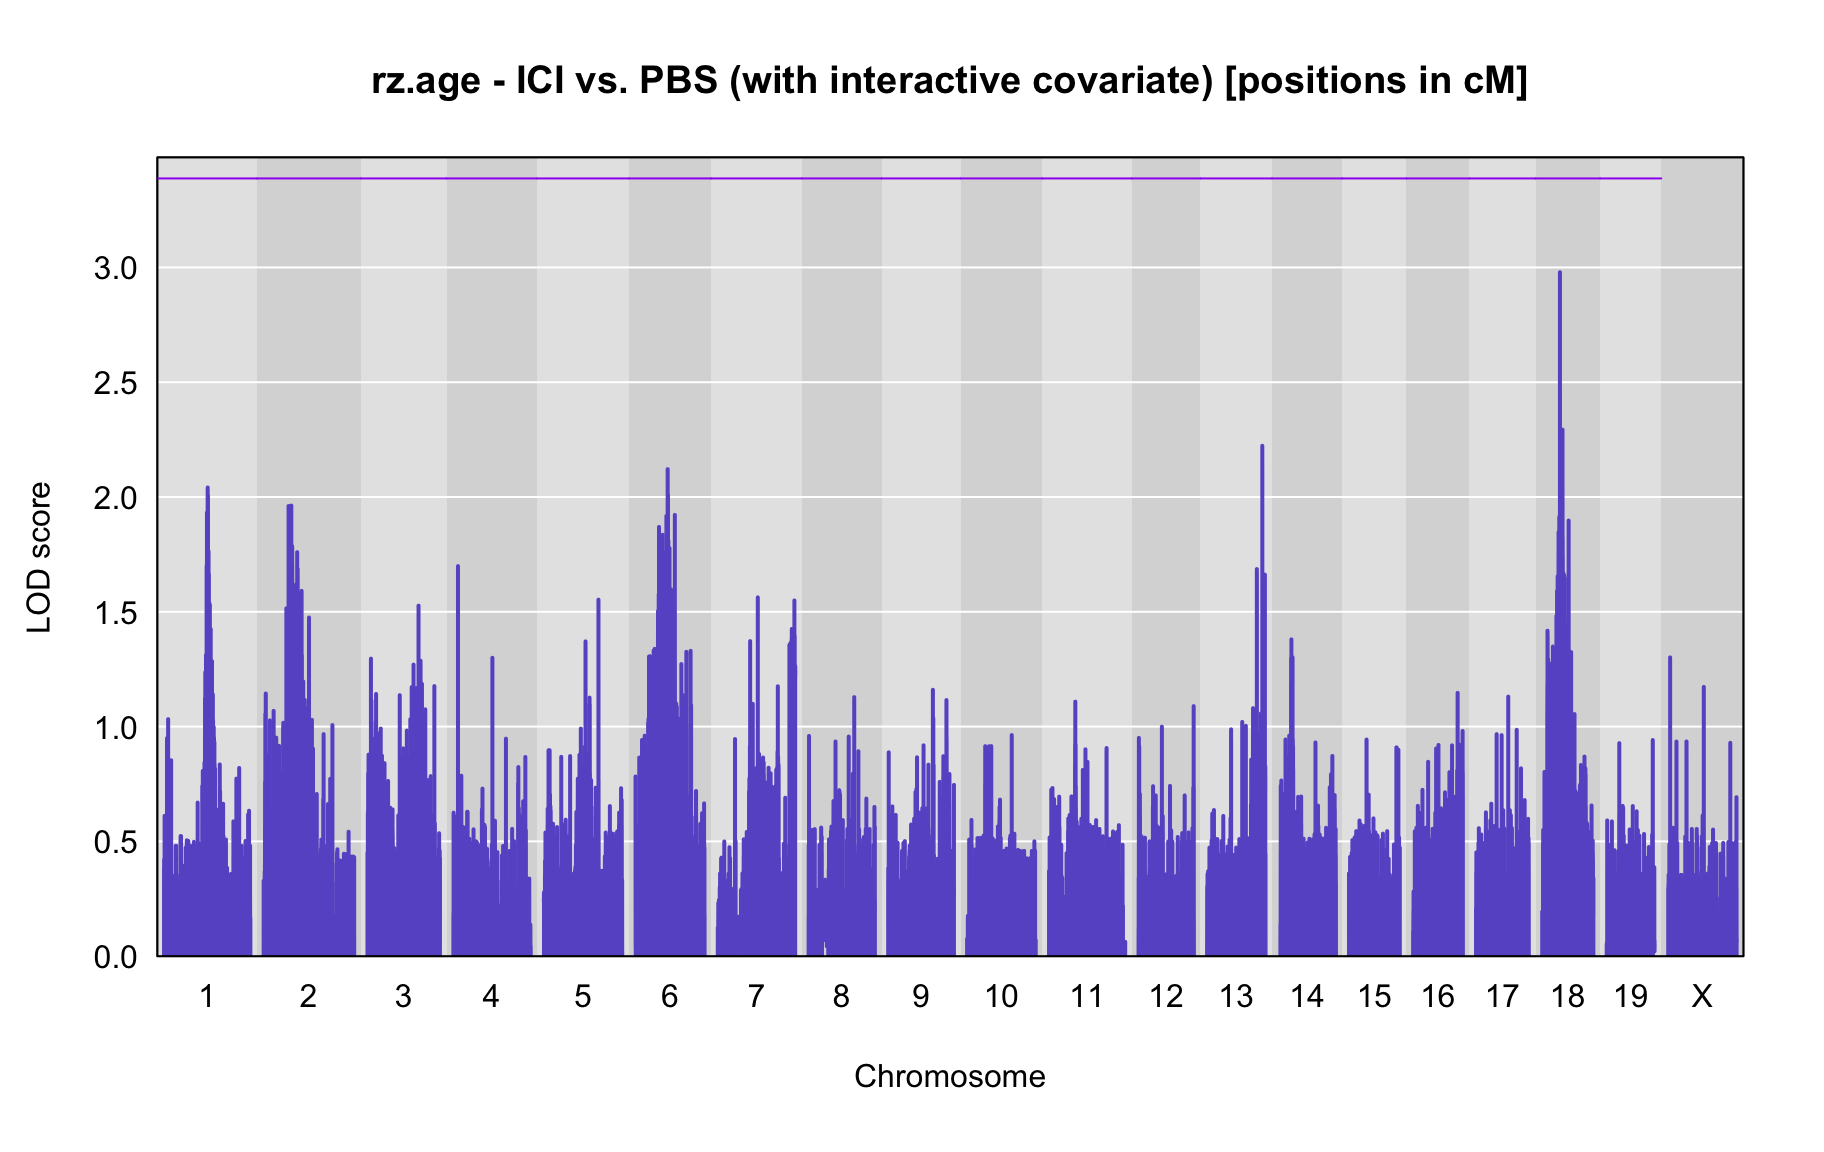 rz.age - ICI vs. PBS (with interactive covariate) [positions in cM]
LOD score
3.0
2.5
2.0
1.5
1.0
0.5
0.0
1 2 3 4 5 6 7 8 9 10 11 12 13 14 15 16 17 18 19 X
Chromosome